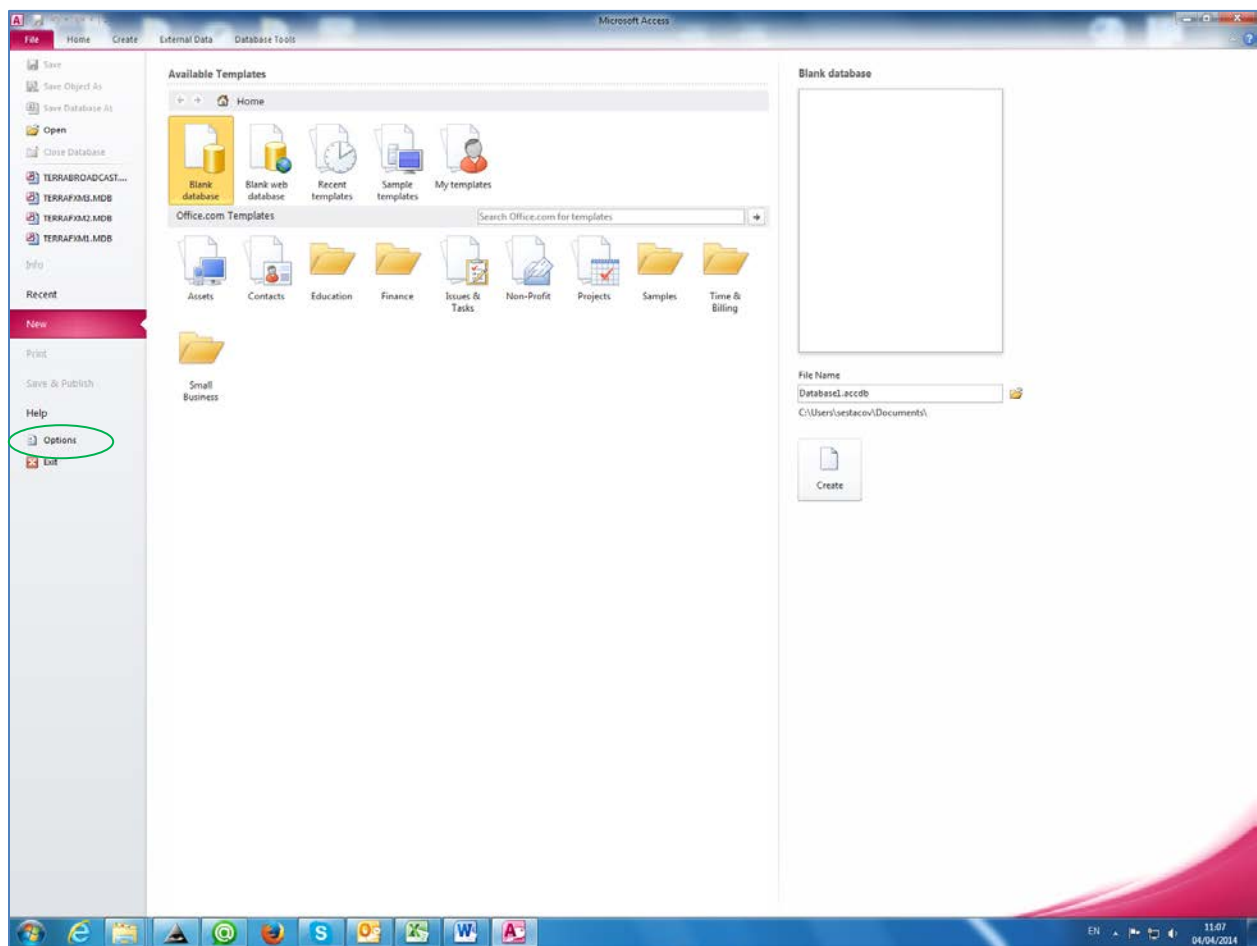 Microsoft Access
File Home Create External Data Database Tools
Save
Save Object As
Save Database As
Open
Close Database
TERRABROADCAST....
TERRAFXM3.MDB
TERRAFXM2.MDB
TERRAFXM1.MDB
Info
Recent
New
Print
Save & Publish
Help
Options
Exit
Available Templates
Home
Blank database
Blank web database
Recent templates
Sample templates
My templates
Office.com Templates
Search Office.com for templates
Assets
Contacts
Education
Finance
Issues & Tasks
Non-Profit
Projects
Samples
Time & Billing
Small Business
Blank database
File Name
Database1.accdb
C:\Users\sestacov\Documents\
Create
EN
11:07
04/04/2014